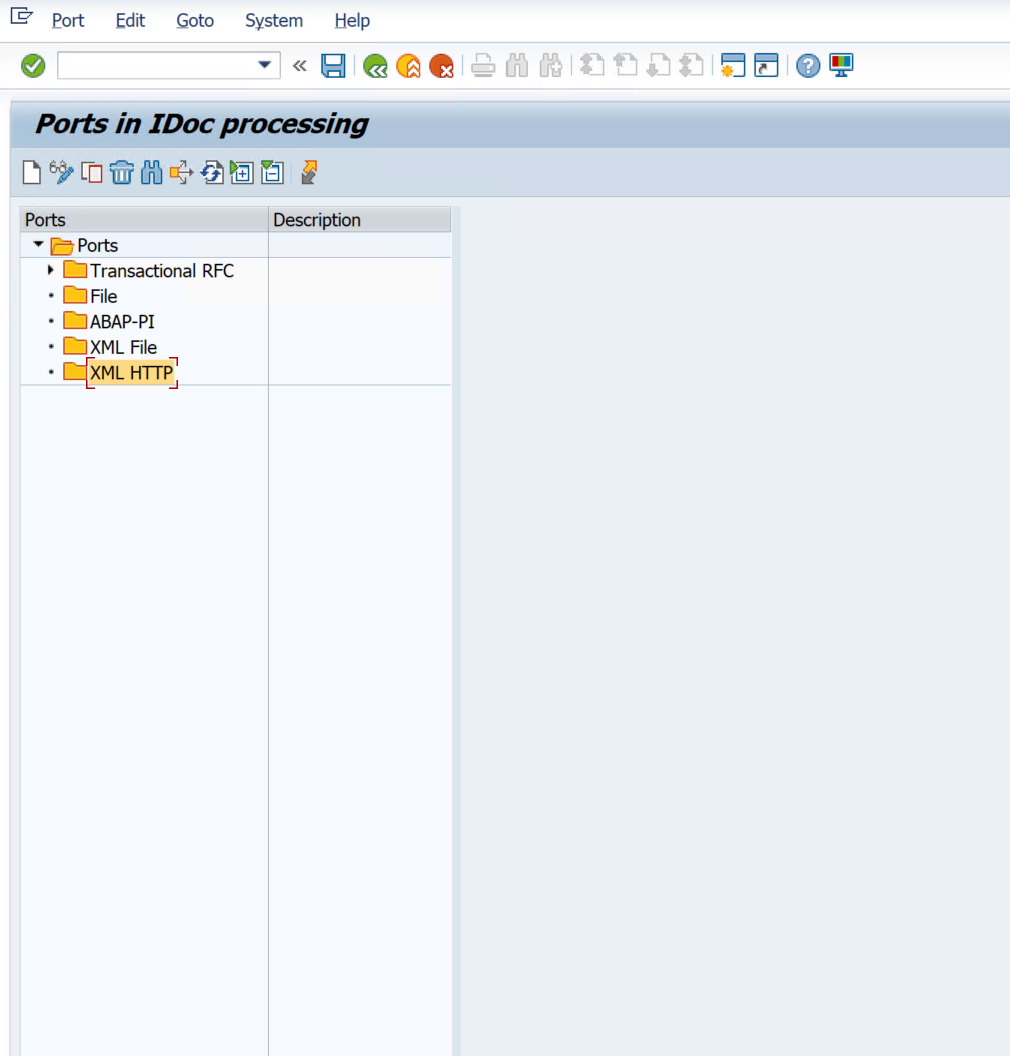 Port Edit Goto System Help
Ports in IDoc processing
Ports Description
Ports
Transactional RFC
File
ABAP-PI
XML File
XML HTTP